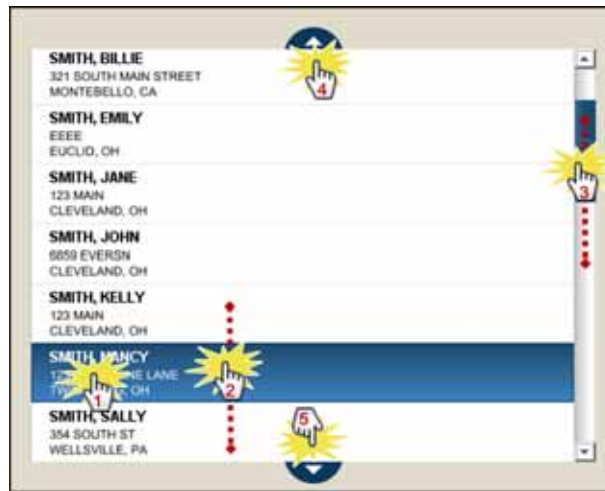 SMITH, BILLIE
321 SOUTH MAIN STREET
MONTEBELLO, CA
4
SMITH, EMILY
EEEE
EUCLID, OH
3
SMITH, JANE
123 MAIN
CLEVELAND, OH
SMITH, JOHN
6859 EVERSN
CLEVELAND, OH
SMITH, KELLY
123 MAIN
CLEVELAND, OH
SMITH, NANCY
LANE
OH
1
2
SMITH, SALLY
354 SOUTH ST
WELLSVILLE, PA
5